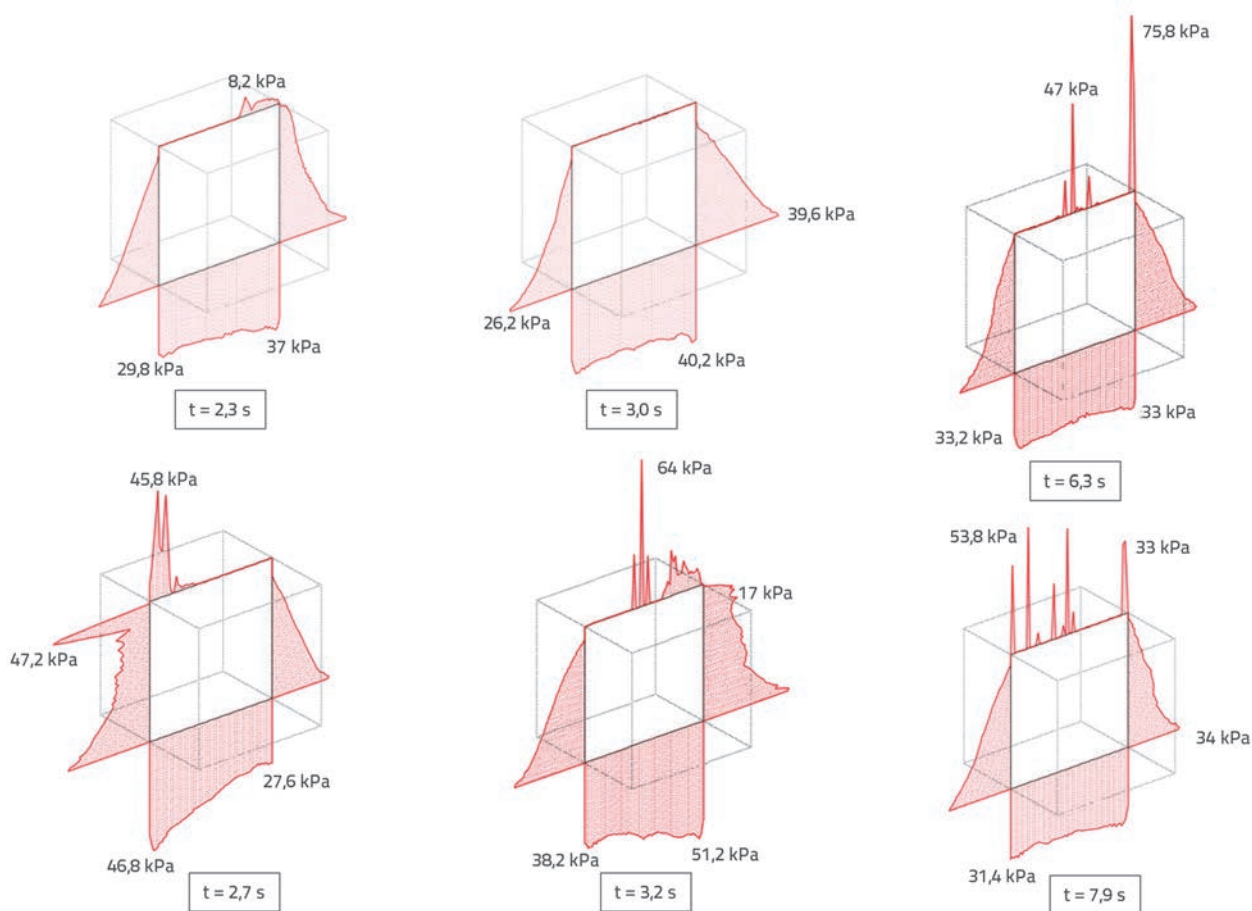 8,2 kPa
29,8 kPa
37 kPa
t = 2,3 s
39,6 kPa
26,2 kPa
40,2 kPa
t = 3,0 s
75,8 kPa
47 kPa
33,2 kPa
33 kPa
t = 6,3 s
45,8 kPa
47,2 kPa
27,6 kPa
46,8 kPa
t = 2,7 s
64 kPa
17 kPa
38,2 kPa
51,2 kPa
t = 3,2 s
53,8 kPa
33 kPa
34 kPa
31,4 kPa
t = 7,9 s